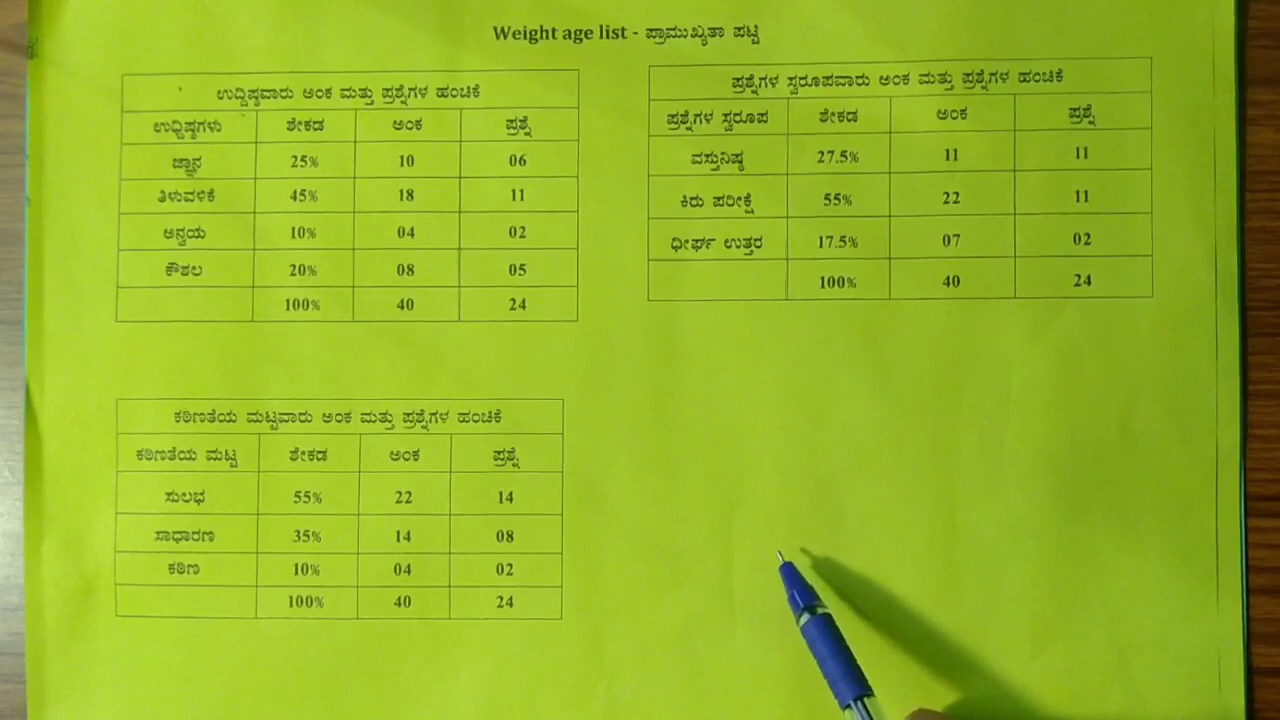 Weight age list - ಪ್ರಾಮುಖ್ಯತಾ ಪಟ್ಟಿ
ಉದ್ದಿಷ್ಠವಾರು ಅಂಕ ಮತ್ತು ಪ್ರಶ್ನೆಗಳ ಹಂಚಿಕೆ
ಉಧ್ದಿಷ್ಠಗಳು ಶೇಕಡ ಅಂಕ ಪ್ರಶ್ನೆ
ಜ್ಞಾನ 25% 10 06
ತಿಳುವಳಿಕೆ 45% 18 11
ಅನ್ವಯ 10% 04 02
ಕೌಶಲ 20% 08 05
100% 40 24
ಪ್ರಶ್ನೆಗಳ ಸ್ವರೂಪವಾರು ಅಂಕ ಮತ್ತು ಪ್ರಶ್ನೆಗಳ ಹಂಚಿಕೆ
ಪ್ರಶ್ನೆಗಳ ಸ್ವರೂಪ ಶೇಕಡ ಅಂಕ ಪ್ರಶ್ನೆ
ವಸ್ತುನಿಷ್ಠ 27.5% 11 11
ಕಿರು ಪರೀಕ್ಷೆ 55% 22 11
ಧೀರ್ಘ ಉತ್ತರ 17.5% 07 02
100% 40 24
ಕಠಿಣತೆಯ ಮಟ್ಟವಾರು ಅಂಕ ಮತ್ತು ಪ್ರಶ್ನೆಗಳ ಹಂಚಿಕೆ
ಕಠಿಣತೆಯ ಮಟ್ಟ ಶೇಕಡ ಅಂಕ ಪ್ರಶ್ನೆ
ಸುಲಭ 55% 22 14
ಸಾಧಾರಣ 35% 14 08
ಕಠಿಣ 10% 04 02
100% 40 24